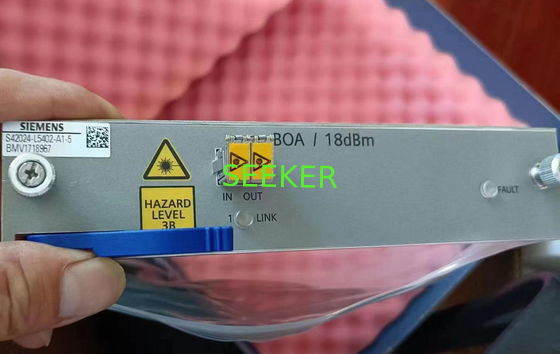 SIEMENS
S42024-L5402-A1-5
BMV1718967
BOA / 18dBm
SEEKER
HAZARD
LEVEL
3B
IN OUT
1 LINK
FAULT